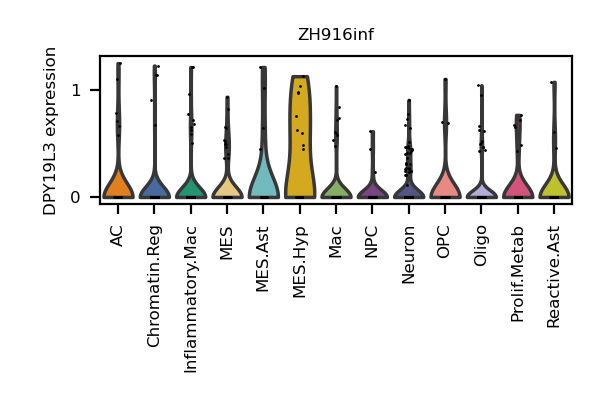 ZH916inf
DPY19L3 expression
1
0
AC
Chromatin.Reg
Inflammatory.Mac
MES
MES.Ast
MES.Hyp
Mac
NPC
Neuron
OPC
Oligo
Prolif.Metab
Reactive.Ast